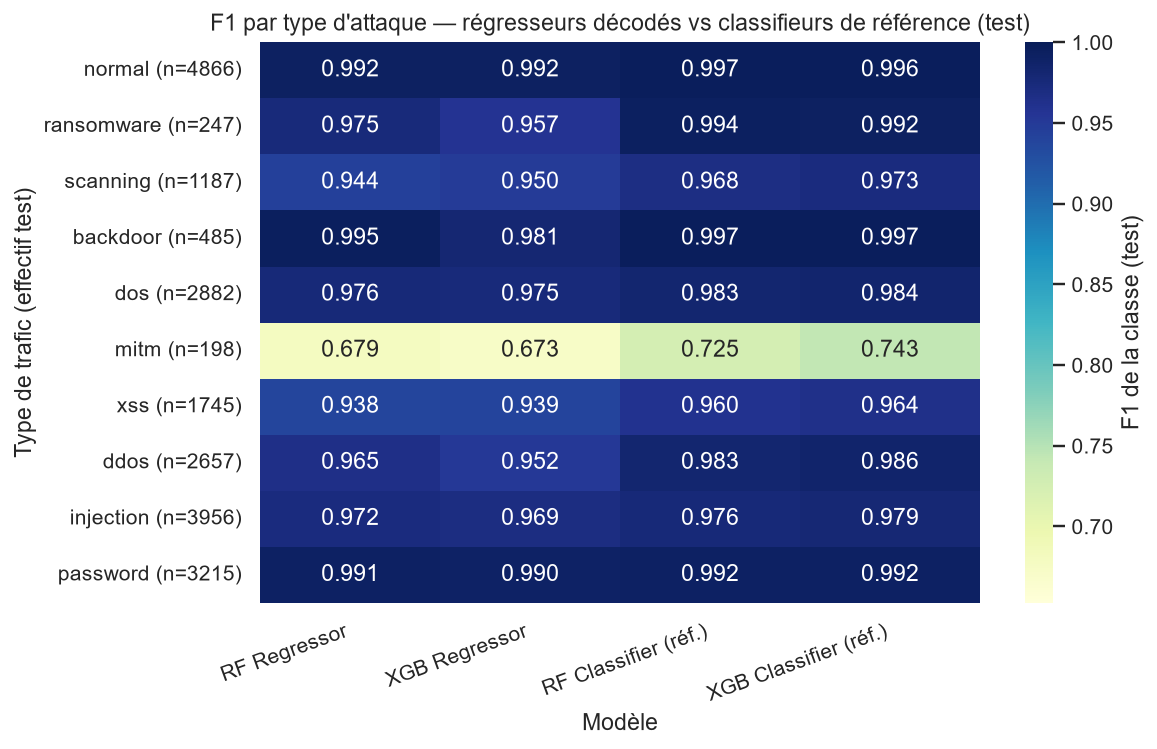 F1 par type d'attaque — régresseurs décodés vs classifieurs de référence (test)
normal (n=4866) 0.992 0.992 0.997 0.996
ransomware (n=247) 0.975 0.957 0.994 0.992
scanning (n=1187) 0.944 0.950 0.968 0.973
backdoor (n=485) 0.995 0.981 0.997 0.997
dos (n=2882) 0.976 0.975 0.983 0.984
mitm (n=198) 0.679 0.673 0.725 0.743
xss (n=1745) 0.938 0.939 0.960 0.964
ddos (n=2657) 0.965 0.952 0.983 0.986
injection (n=3956) 0.972 0.969 0.976 0.979
password (n=3215) 0.991 0.990 0.992 0.992
Type de trafic (effectif test)
RF Regressor
XGB Regressor
RF Classifier (réf.)
XGB Classifier (réf.)
Modèle
1.00
0.95
0.90
0.85
0.80
0.75
0.70
F1 de la classe (test)